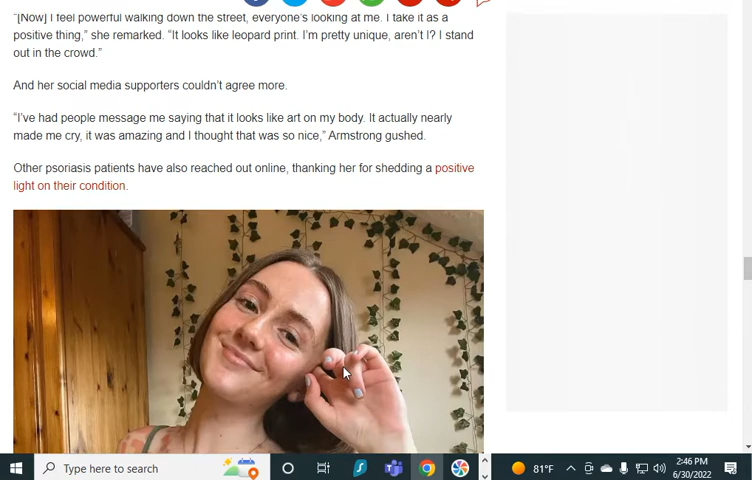 "[Now] I feel powerful walking down the street, everyone's looking at me. I take it as a
positive thing," she remarked. "It looks like leopard print. I'm pretty unique, aren't I? I stand
out in the crowd."
And her social media supporters couldn't agree more.
"I've had people message me saying that it looks like art on my body. It actually nearly
made me cry, it was amazing and I thought that was so nice," Armstrong gushed.
Other psoriasis patients have also reached out online, thanking her for shedding a positive
light on their condition.
Type here to search
81°F
2:46 PM
6/30/2022